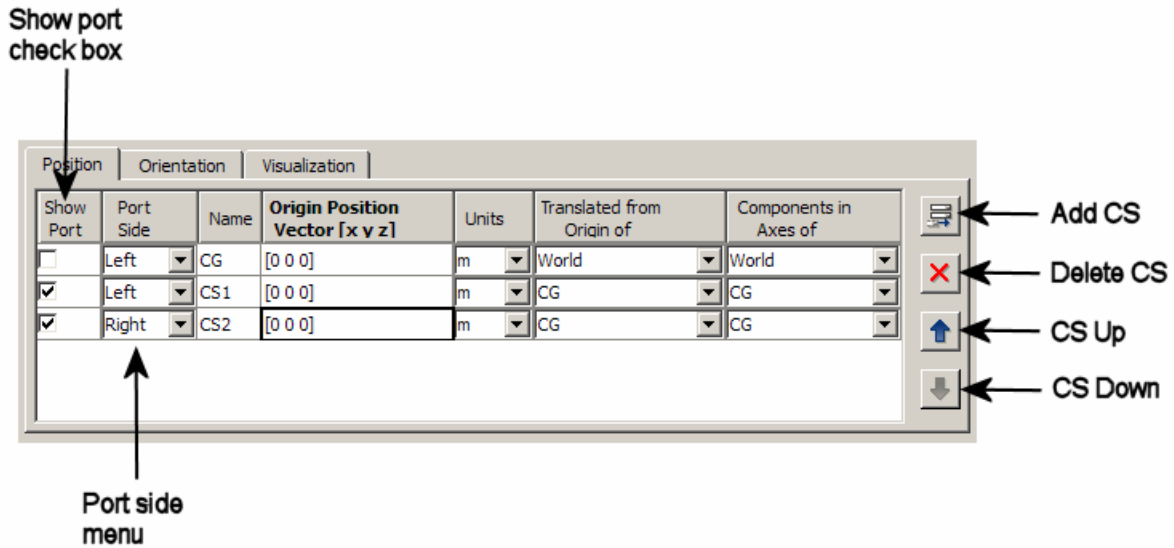 Show port
check box
Position Orientation Visualization
Show Port Port Side Name Origin Position Vector [x y z] Units Translated from Origin of Components in Axes of
Left CG [0 0 0] m World World
Left CS1 [0 0 0] m CG CG
Right CS2 [0 0 0] m CG CG
Add CS
Delete CS
CS Up
CS Down
Port side
menu